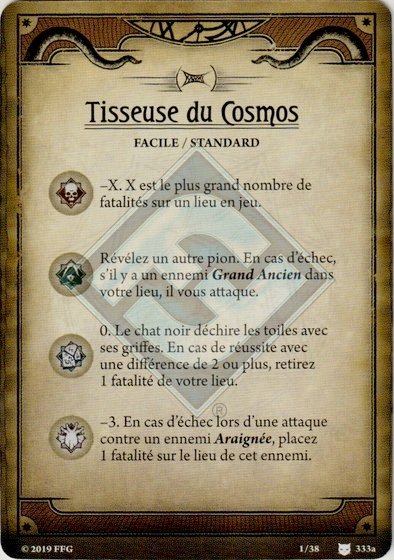 Tisseuse du Cosmos
FACILE / STANDARD
–X. X est le plus grand nombre de
fatalités sur un lieu en jeu.
Révélez un autre pion. En cas d'échec,
s'il y a un ennemi Grand Ancien dans
votre lieu, il vous attaque.
0. Le chat noir déchire les toiles avec
ses griffes. En cas de réussite avec
une différence de 2 ou plus, retirez
1 fatalité de votre lieu.
–3. En cas d'échec lors d'une attaque
contre un ennemi Araignée, placez
1 fatalité sur le lieu de cet ennemi.
®
© 2019 FFG 1/38 333a